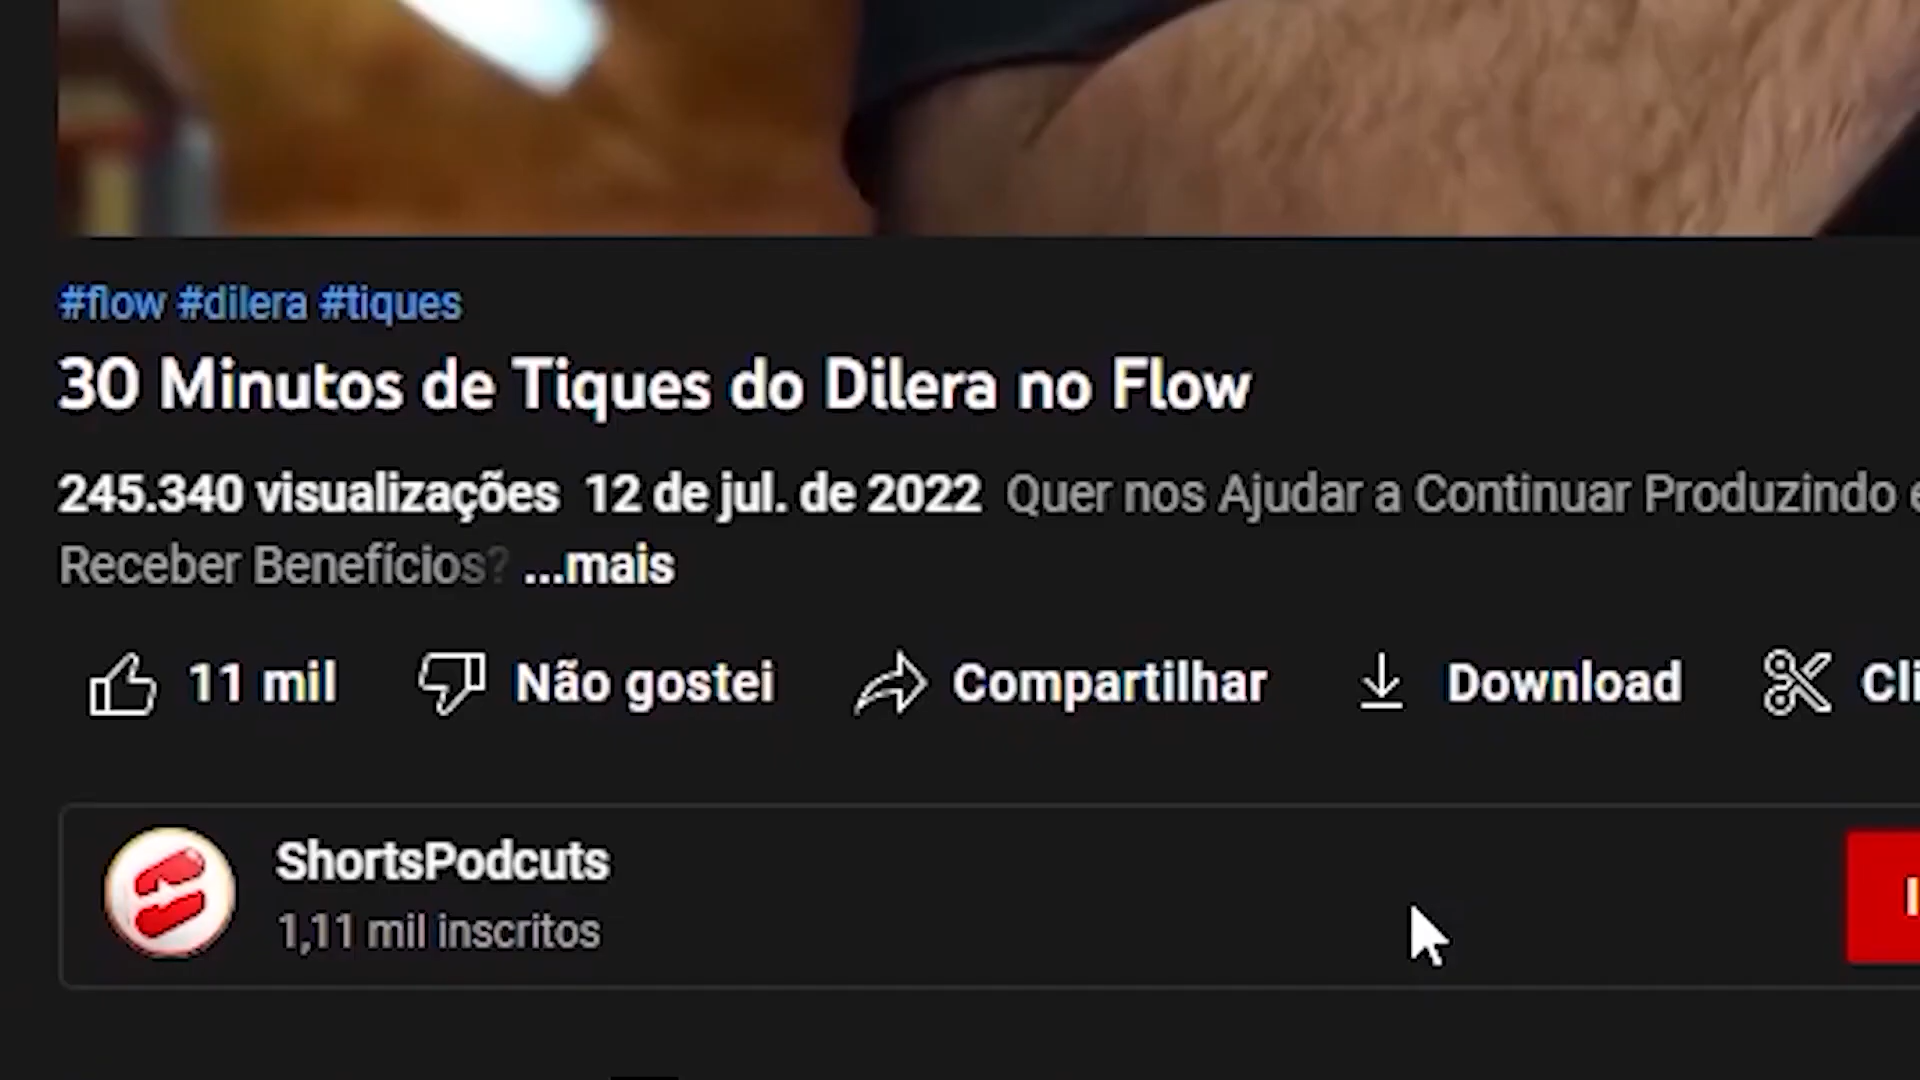 #flow #dilera #tiques
30 Minutos de Tiques do Dilera no Flow
245.340 visualizações 12 de jul. de 2022 Quer nos Ajudar a Continuar Produzindo e
Receber Benefícios? ...mais
11 mil Não gostei Compartilhar Download Cli
ShortsPodcuts
1,11 mil inscritos